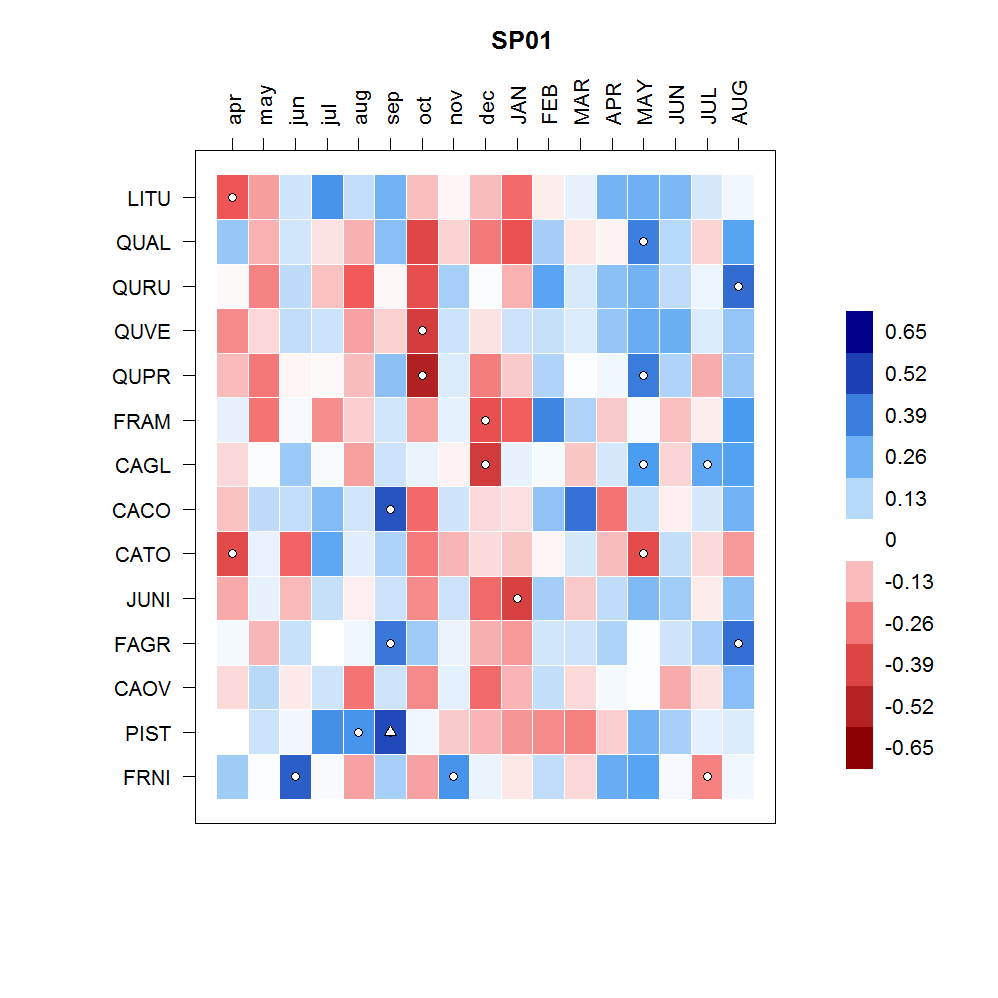 SP01
apr may jun jul aug sep oct nov dec JAN FEB MAR APR MAY JUN JUL AUG
LITU
QUAL
QURU
QUVE
QUPR
FRAM
CAGL
CACO
CATO
JUNI
FAGR
CAOV
PIST
FRNI
0.65
0.52
0.39
0.26
0.13
0
-0.13
-0.26
-0.39
-0.52
-0.65